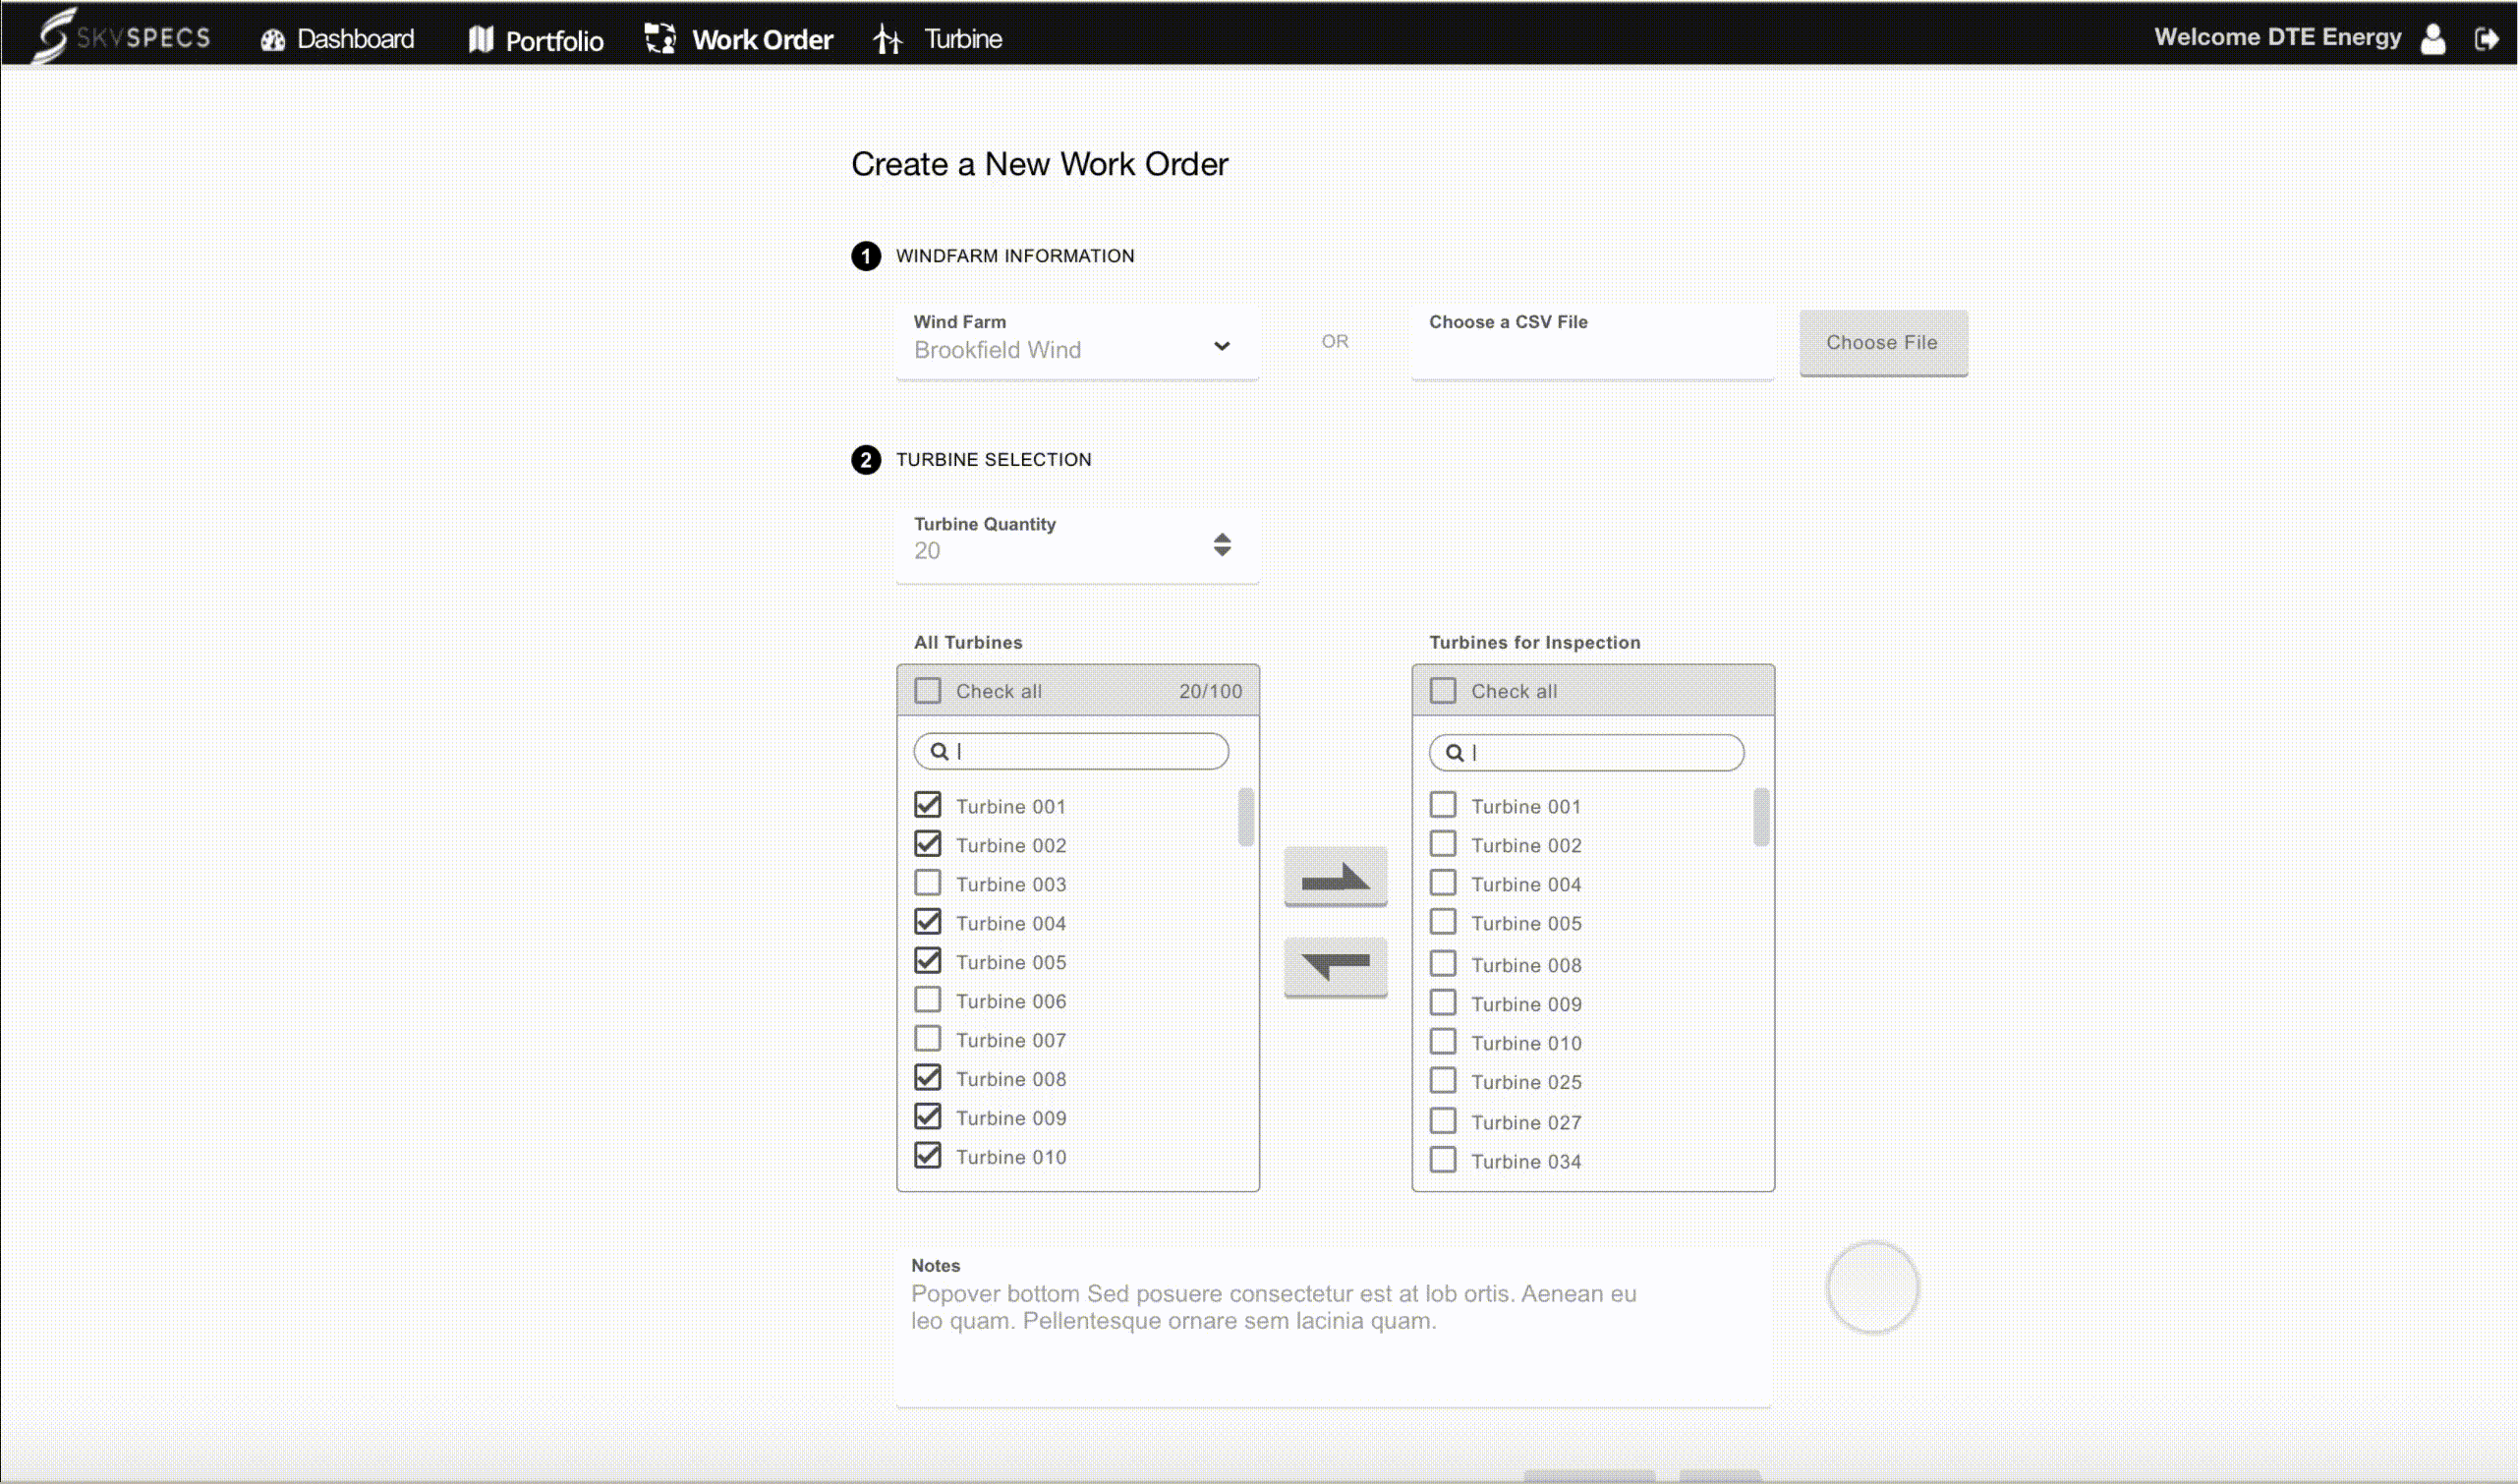 SKYSPECS Dashboard Portfolio Work Order Turbine Welcome DTE Energy
Create a New Work Order
1 WINDFARM INFORMATION
Wind Farm
Brookfield Wind
OR
Choose a CSV File
Choose File
2 TURBINE SELECTION
Turbine Quantity
20
All Turbines
Check all 20/100
Turbine 001
Turbine 002
Turbine 003
Turbine 004
Turbine 005
Turbine 006
Turbine 007
Turbine 008
Turbine 009
Turbine 010
Turbines for Inspection
Check all
Turbine 001
Turbine 002
Turbine 004
Turbine 005
Turbine 008
Turbine 009
Turbine 010
Turbine 025
Turbine 027
Turbine 034
Notes
Popover bottom Sed posuere consectetur est at lob ortis. Aenean eu
leo quam. Pellentesque ornare sem lacinia quam.